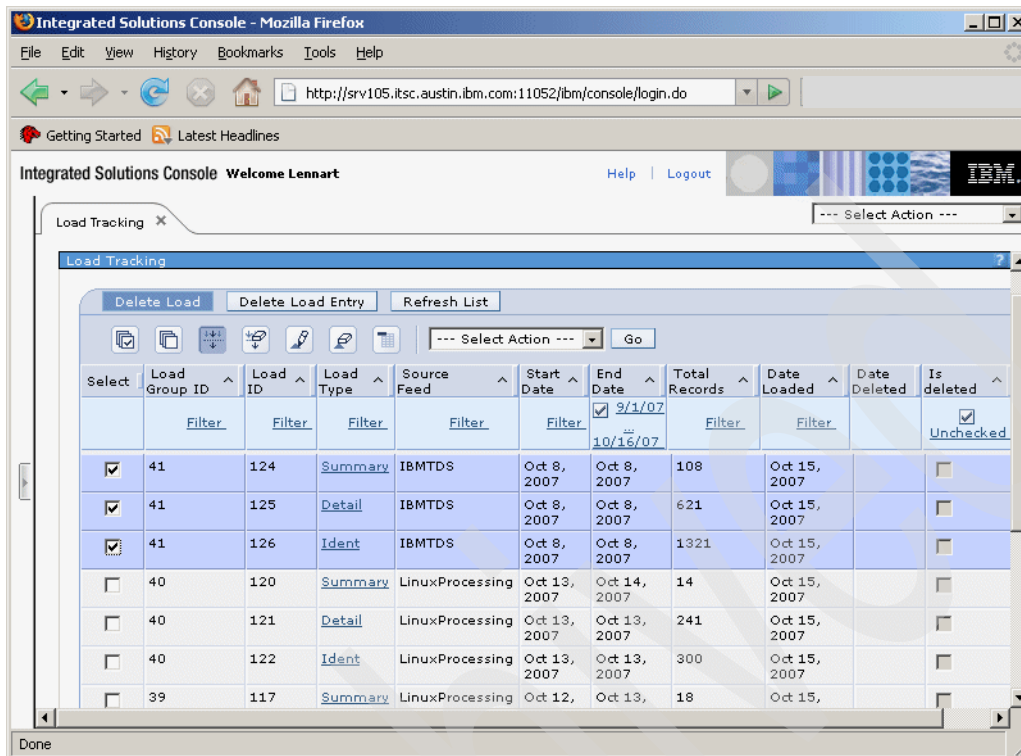 Integrated Solutions Console - Mozilla Firefox
File Edit View History Bookmarks Tools Help
http://srv105.itsc.austin.ibm.com:11052/ibm/console/login.do
Getting Started Latest Headlines
Integrated Solutions Console Welcome Lennart Help | Logout IBM.
Load Tracking --- Select Action ---
Load Tracking ?
Delete Load Delete Load Entry Refresh List
--- Select Action --- Go
Select Load Group ID Load ID Load Type Source Feed Start Date End Date Total Records Date Loaded Date Deleted Is deleted
Filter Filter Filter Filter Filter 9/1/07 ... 10/16/07 Filter Filter Unchecked
41 124 Summary IBMTDS Oct 8, 2007 Oct 8, 2007 108 Oct 15, 2007
41 125 Detail IBMTDS Oct 8, 2007 Oct 8, 2007 621 Oct 15, 2007
41 126 Ident IBMTDS Oct 8, 2007 Oct 8, 2007 1321 Oct 15, 2007
40 120 Summary LinuxProcessing Oct 13, 2007 Oct 14, 2007 14 Oct 15, 2007
40 121 Detail LinuxProcessing Oct 13, 2007 Oct 13, 2007 241 Oct 15, 2007
40 122 Ident LinuxProcessing Oct 13, 2007 Oct 13, 2007 300 Oct 15, 2007
39 117 Summary LinuxProcessing Oct 12, Oct 13, 18 Oct 15,
Done